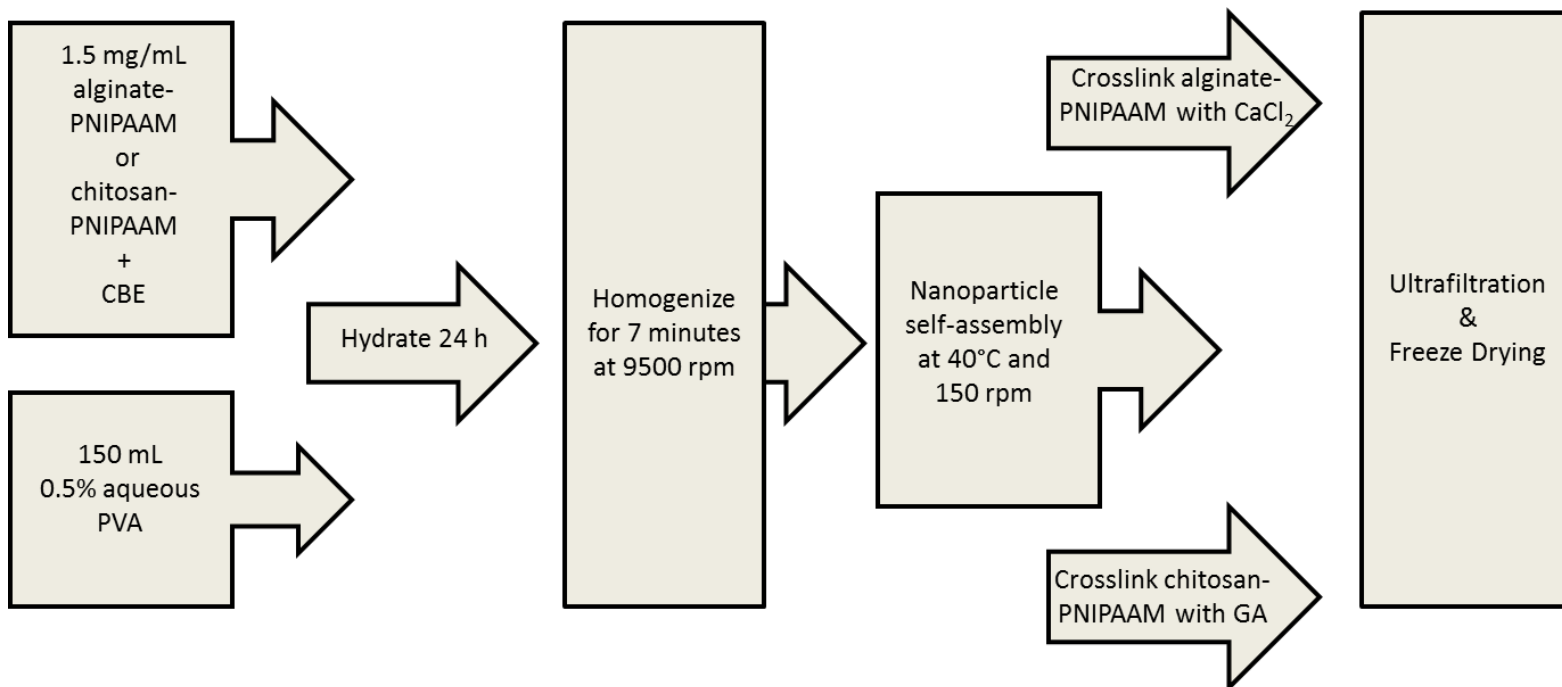 1.5 mg/mL
alginate-
PNIPAAM
or
chitosan-
PNIPAAM
+
CBE
150 mL
0.5% aqueous
PVA
Hydrate 24 h
Homogenize
for 7 minutes
at 9500 rpm
Nanoparticle
self-assembly
at 40°C and
150 rpm
Crosslink alginate-
PNIPAAM with CaCl₂
Crosslink chitosan-
PNIPAAM with GA
Ultrafiltration
&
Freeze Drying